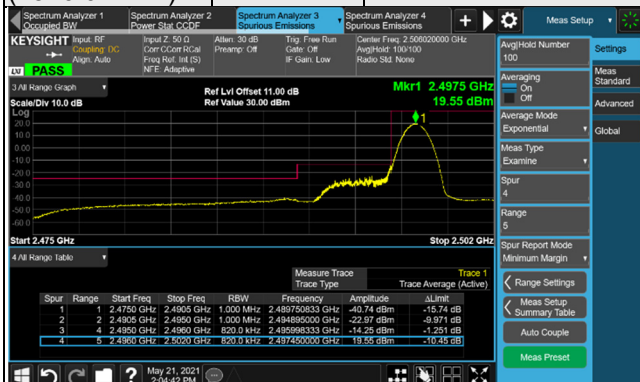 Spectrum Analyzer 1
Occupied BW
Spectrum Analyzer 2
Power Stat CCDF
Spectrum Analyzer 3
Spurious Emissions
Spectrum Analyzer 4
Spurious Emissions
+
Meas Setup
KEYSIGHT
Input: RF
Coupling: DC
Align: Auto
Input Z: 50 Ω
Corr CCorr RCal
Freq Ref: Int (S)
NFE: Adaptive
Atten: 30 dB
Preamp: Off
Trig: Free Run
Gate: Off
IF Gain: Low
Center Freq: 2.506020000 GHz
Avg|Hold: 100/100
Radio Std: None
LXI
PASS
3 All Range Graph
Scale/Div 10.0 dB
Ref Lvl Offset 11.00 dB
Ref Value 30.00 dBm
Mkr1 2.4975 GHz
19.55 dBm
Log
20.0
10.0
0.00
-10.0
-20.0
-30.0
-40.0
-50.0
-60.0
1
Start 2.475 GHz
Stop 2.502 GHz
4 All Range Table
Measure Trace
Trace 1
Trace Type
Trace Average (Active)
Spur Range Start Freq Stop Freq RBW Frequency Amplitude ΔLimit
1 1 2.4750 GHz 2.4905 GHz 1.000 MHz 2.489750833 GHz -40.74 dBm -15.74 dB
2 2 2.4905 GHz 2.4950 GHz 1.000 MHz 2.494895000 GHz -22.97 dBm -9.971 dB
3 4 2.4950 GHz 2.4960 GHz 820.0 kHz 2.495998333 GHz -14.25 dBm -1.251 dB
4 5 2.4960 GHz 2.5020 GHz 820.0 kHz 2.497450000 GHz 19.55 dBm -10.45 dB
Avg|Hold Number
100
Averaging
On
Off
Average Mode
Exponential
Meas Type
Examine
Spur
4
Range
5
Spur Report Mode
Minimum Margin
Range Settings
Meas Setup
Summary Table
Auto Couple
Meas Preset
Settings
Meas
Standard
Advanced
Global
?
May 21, 2021
2:04:42 PM